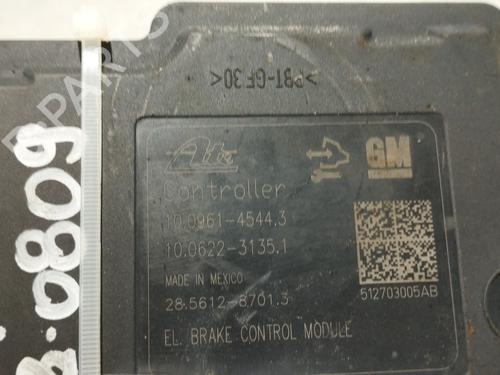 >PBT-GF30<
Ate
GM
Controller
10.0961-4544.3
10.0622-3135.1
MADE IN MEXICO
28.5612-8701.3
512703005AB
EL. BRAKE CONTROL MODULE
B-PARTS
0809